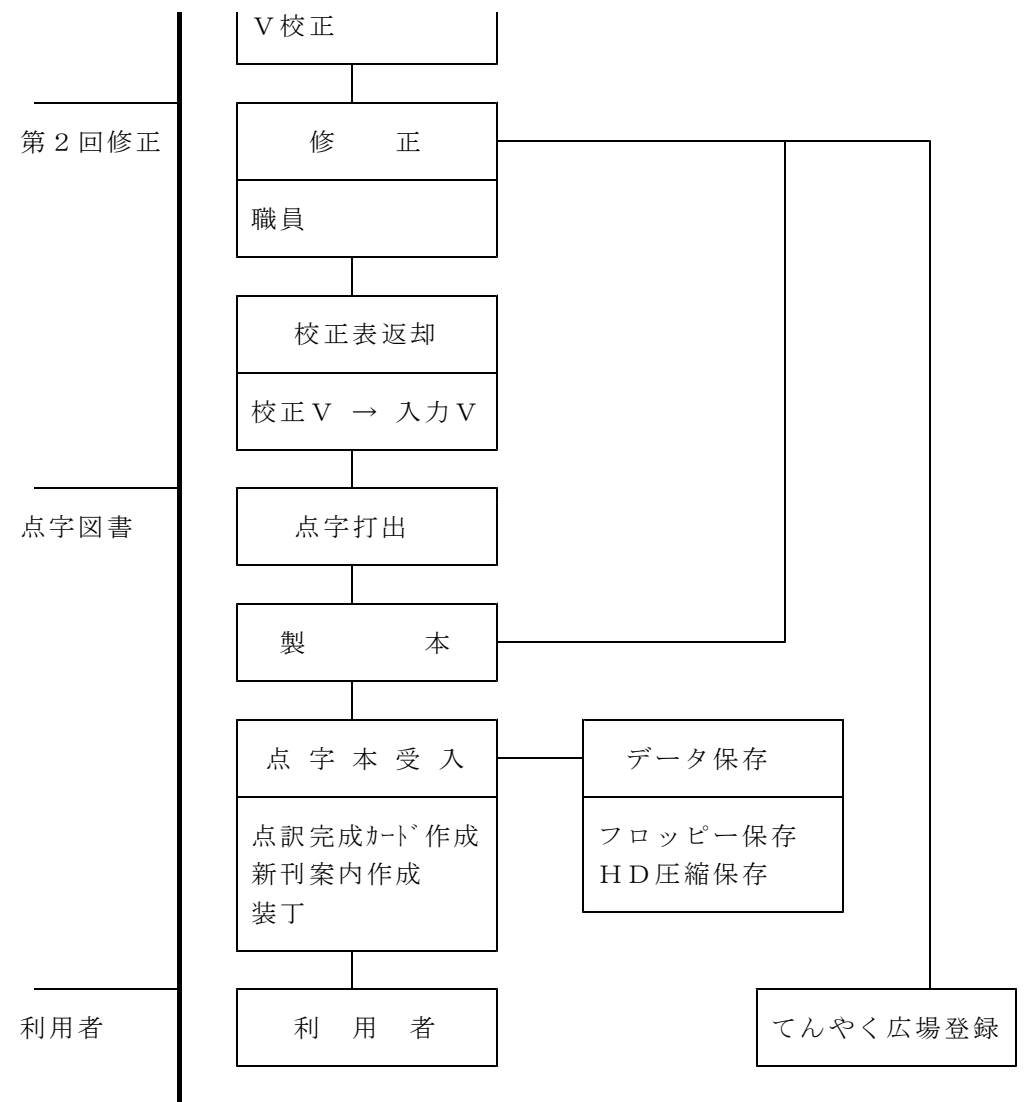 Ｖ校正
第２回修正
修　　正
職員
校正表返却
校正Ｖ → 入力Ｖ
点字図書
点字打出
製　　　　本
点 字 本 受 入
データ保存
点訳完成ｶｰﾄﾞ作成
新刊案内作成
装丁
フロッピー保存
ＨＤ圧縮保存
利用者
利　用　者
てんやく広場登録